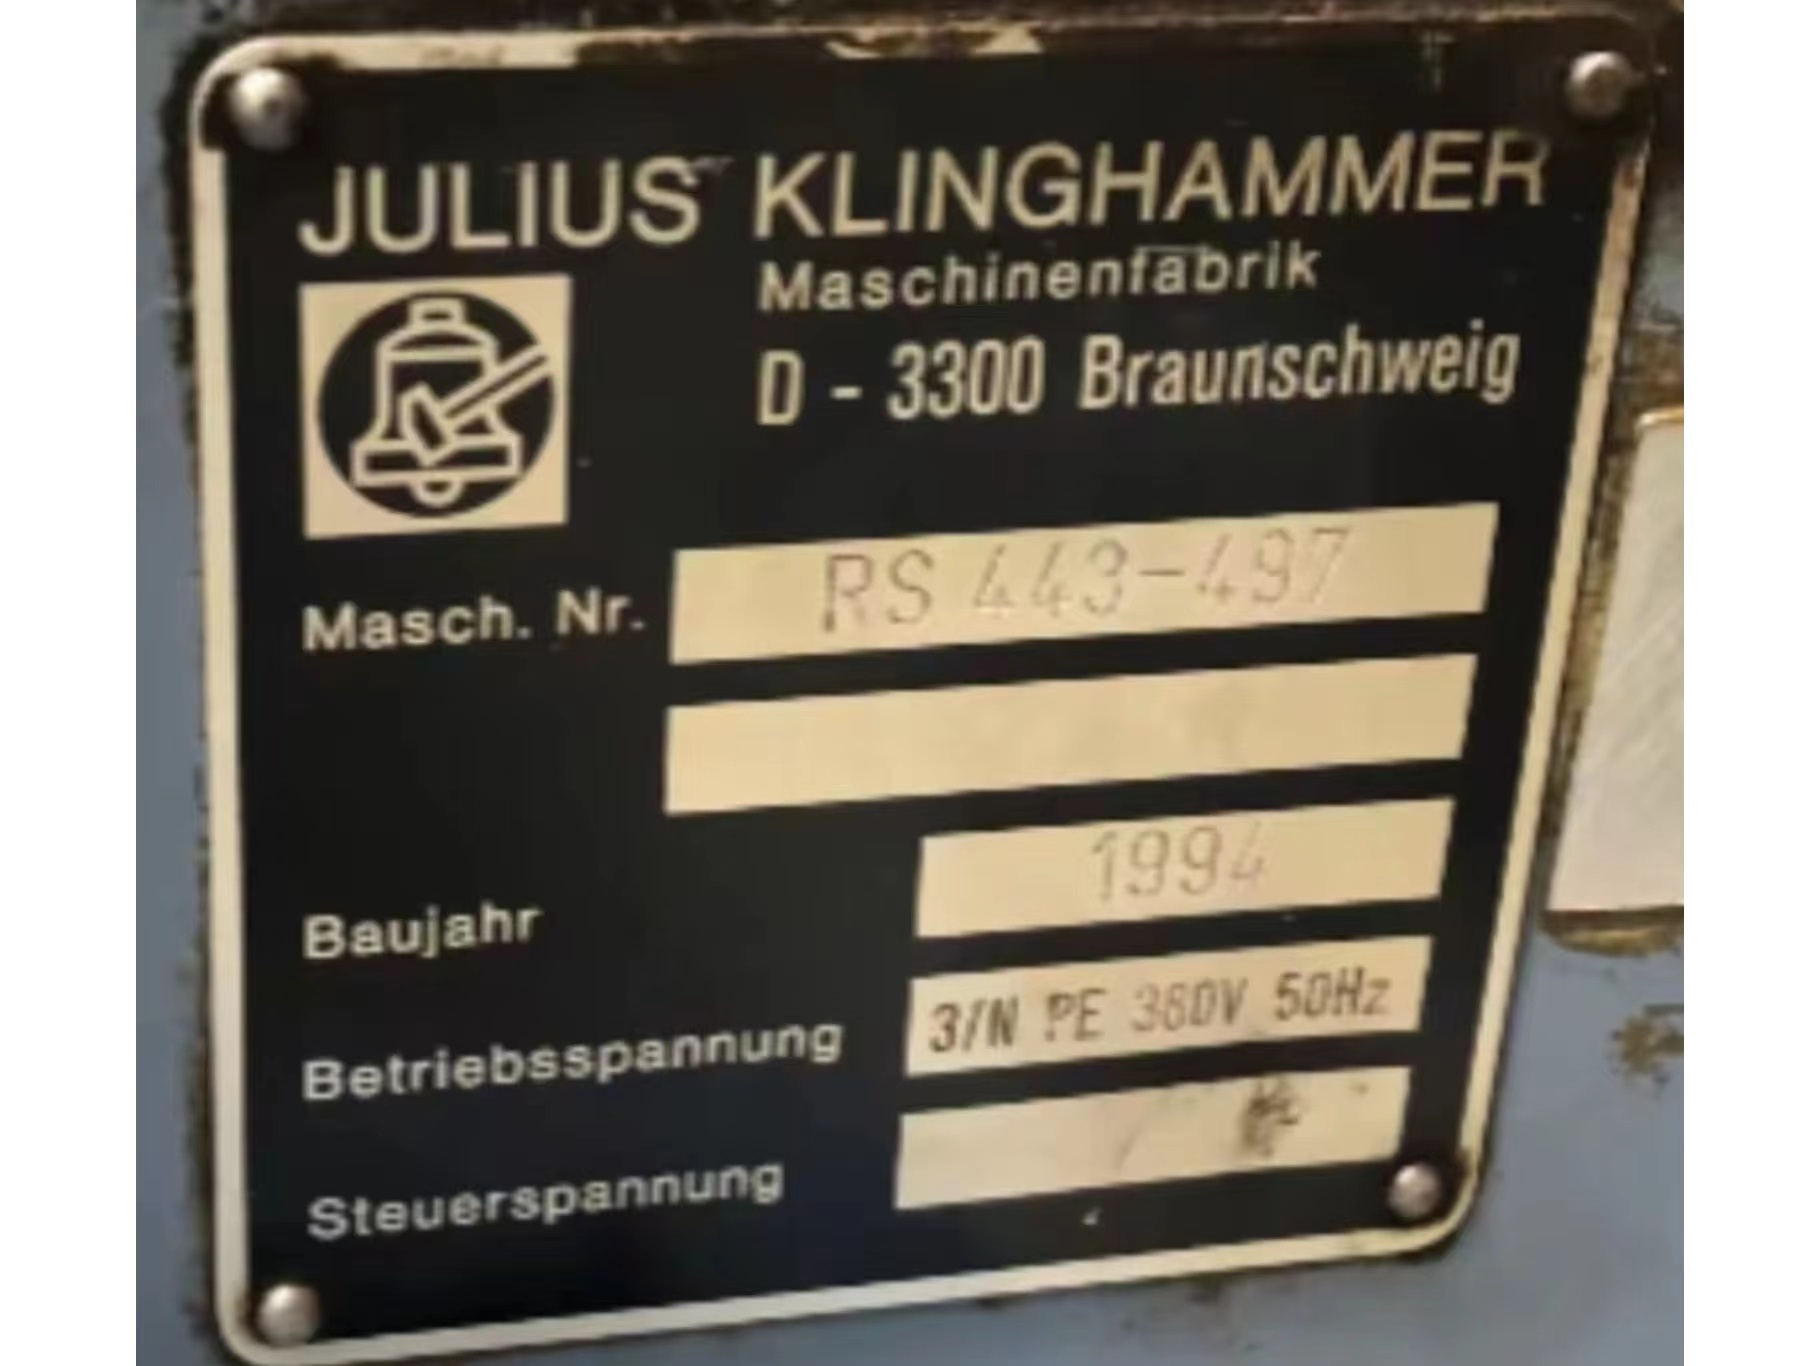 JULIUS KLINGHAMMER
Maschinenfabrik
D - 3300 Braunschweig
Masch. Nr. RS 443-497
Baujahr 1994
Betriebsspannung 3/N PE 380V 50Hz
Steuerspannung